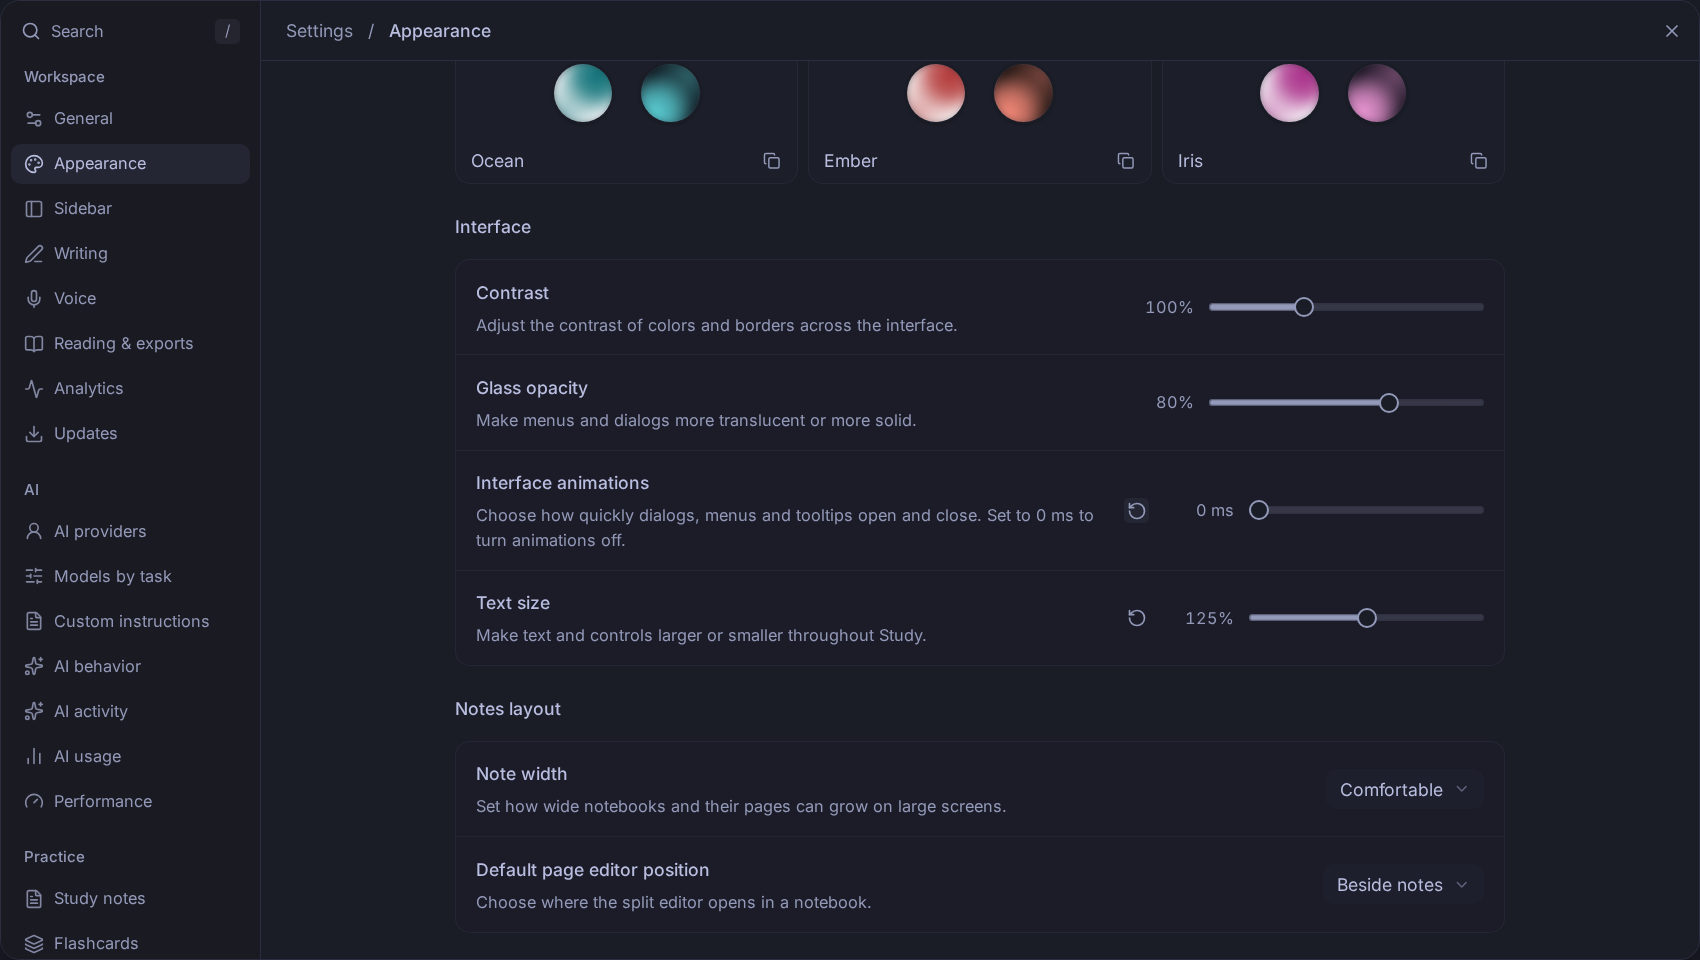 Search /
Workspace
General
Appearance
Sidebar
Writing
Voice
Reading & exports
Analytics
Updates
AI
AI providers
Models by task
Custom instructions
AI behavior
AI activity
AI usage
Performance
Practice
Study notes
Flashcards
Settings / Appearance
Ocean
Ember
Iris
Interface
Contrast
Adjust the contrast of colors and borders across the interface.
100%
Glass opacity
Make menus and dialogs more translucent or more solid.
80%
Interface animations
Choose how quickly dialogs, menus and tooltips open and close. Set to 0 ms to
turn animations off.
0 ms
Text size
Make text and controls larger or smaller throughout Study.
125%
Notes layout
Note width
Set how wide notebooks and their pages can grow on large screens.
Comfortable
Default page editor position
Choose where the split editor opens in a notebook.
Beside notes